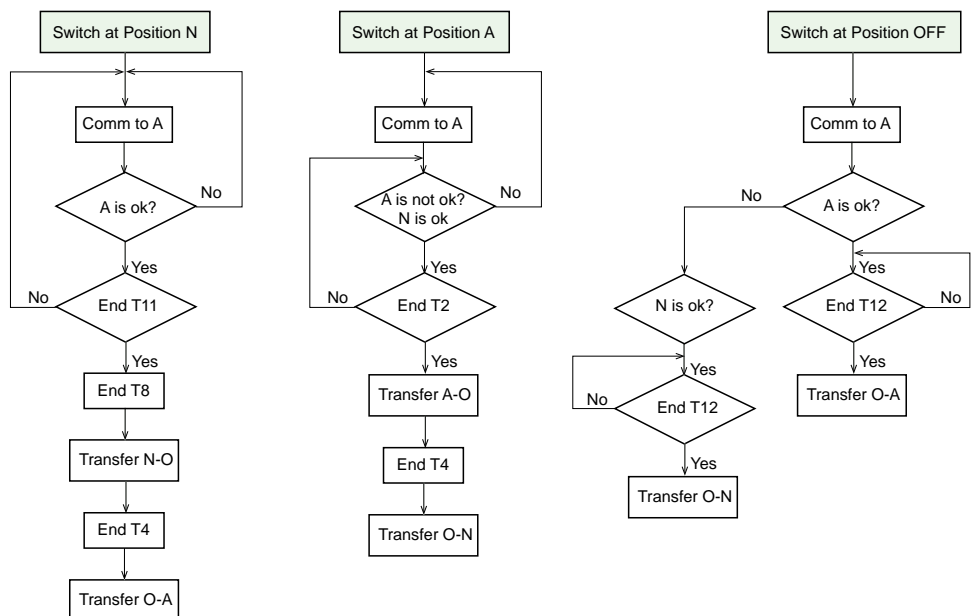 Switch at Position N
Comm to A
A is ok?
No
Yes
No
End T11
Yes
End T8
Transfer N-O
End T4
Transfer O-A
Switch at Position A
Comm to A
A is not ok?
N is ok
No
Yes
No
End T2
Yes
Transfer A-O
End T4
Transfer O-N
Switch at Position OFF
Comm to A
No
A is ok?
Yes
End T12
No
Yes
Transfer O-A
N is ok?
Yes
No
End T12
Yes
Transfer O-N